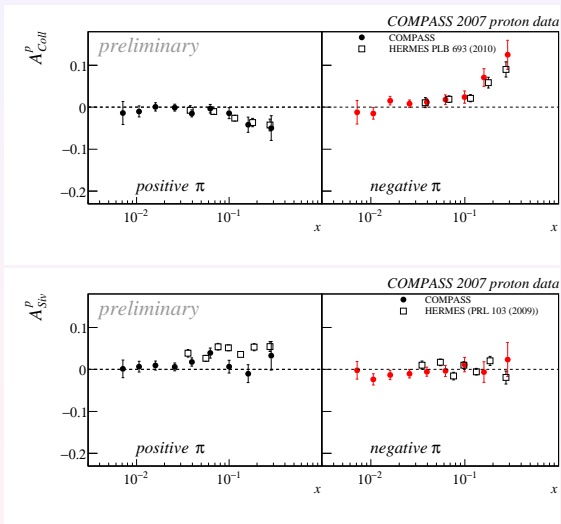 COMPASS 2007 proton data
A^p_Coll
preliminary
COMPASS
HERMES PLB 693 (2010)
0.1
0
−0.1
−0.2
positive π
negative π
10⁻² 10⁻¹ 10⁻² 10⁻¹
x x
COMPASS 2007 proton data
A^p_Siv
preliminary
COMPASS
HERMES (PRL 103 (2009))
0.1
0
−0.1
−0.2
positive π
negative π
10⁻² 10⁻¹ 10⁻² 10⁻¹
x x